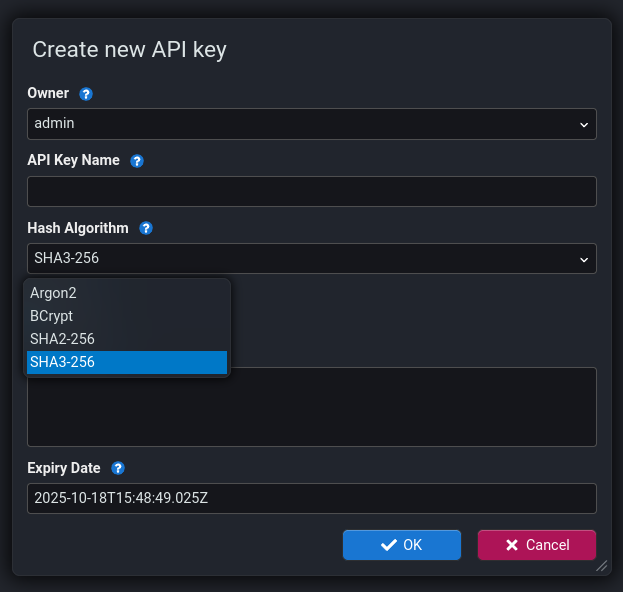 Create new API key
Owner ?
admin
API Key Name ?
Hash Algorithm ?
SHA3-256
Argon2
BCrypt
SHA2-256
SHA3-256
Expiry Date ?
2025-10-18T15:48:49.025Z
OK
Cancel